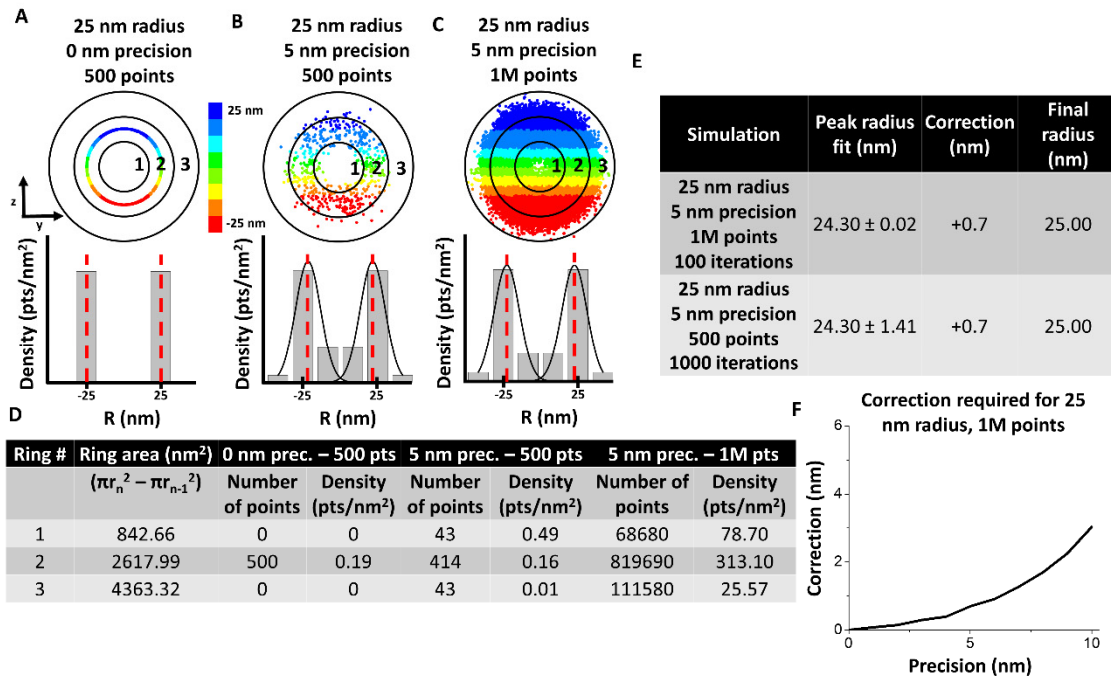 A
25 nm radius
0 nm precision
500 points
1
2
3
z
y
25 nm
-25 nm
Density (pts/nm²)
-25
25
R (nm)
B
25 nm radius
5 nm precision
500 points
1
2
3
Density (pts/nm²)
-25
25
R (nm)
C
25 nm radius
5 nm precision
1M points
1
2
3
Density (pts/nm²)
-25
25
R (nm)
D
Ring # Ring area (nm²) 0 nm prec. – 500 pts 5 nm prec. – 500 pts 5 nm prec. – 1M pts
(πrₙ² – πrₙ₋₁²) Number of points Density (pts/nm²) Number of points Density (pts/nm²) Number of points Density (pts/nm²)
1 842.66 0 0 43 0.49 68680 78.70
2 2617.99 500 0.19 414 0.16 819690 313.10
3 4363.32 0 0 43 0.01 111580 25.57
E
Simulation Peak radius fit (nm) Correction (nm) Final radius (nm)
25 nm radius
5 nm precision
1M points
100 iterations
24.30 ± 0.02 +0.7 25.00
25 nm radius
5 nm precision
500 points
1000 iterations
24.30 ± 1.41 +0.7 25.00
F
Correction required for 25
nm radius, 1M points
Correction (nm)
6
4
2
0
0 5 10
Precision (nm)